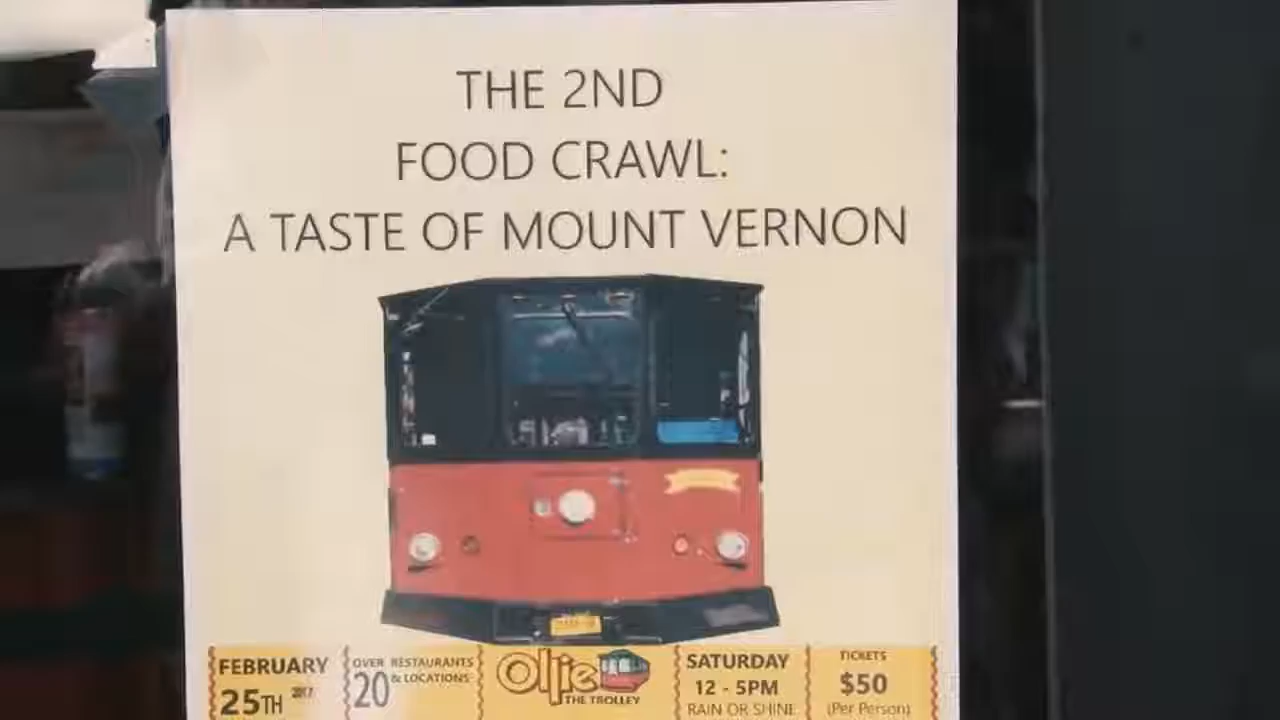 THE 2ND
FOOD CRAWL:
A TASTE OF MOUNT VERNON
FEBRUARY
25TH 2017
OVER 20 RESTAURANTS
& LOCATIONS
Ollie
THE TROLLEY
SATURDAY
12 - 5PM
RAIN OR SHINE
TICKETS
$50
(Per Person)